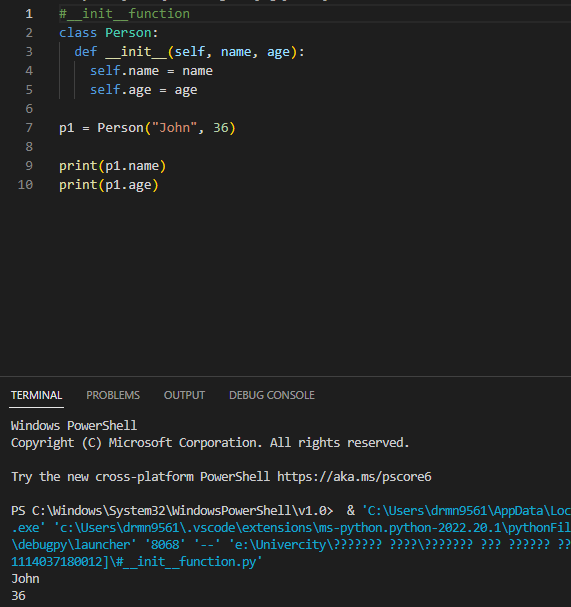 1 #__init__function
2 class Person:
3   def __init__(self, name, age):
4     self.name = name
5     self.age = age
6
7 p1 = Person("John", 36)
8
9 print(p1.name)
10 print(p1.age)
TERMINAL PROBLEMS OUTPUT DEBUG CONSOLE
Windows PowerShell
Copyright (C) Microsoft Corporation. All rights reserved.
Try the new cross-platform PowerShell https://aka.ms/pscore6
PS C:\Windows\System32\WindowsPowerShell\v1.0>  & 'C:\Users\drmn9561\AppData\Loc
.exe' 'c:\Users\drmn9561\.vscode\extensions\ms-python.python-2022.20.1\pythonFil
\debugpy\launcher' '8068' '--' 'e:\Univercity\??????? ????\??????? ??? ?????? ??
1114037180012]\#__init__function.py'
John
36